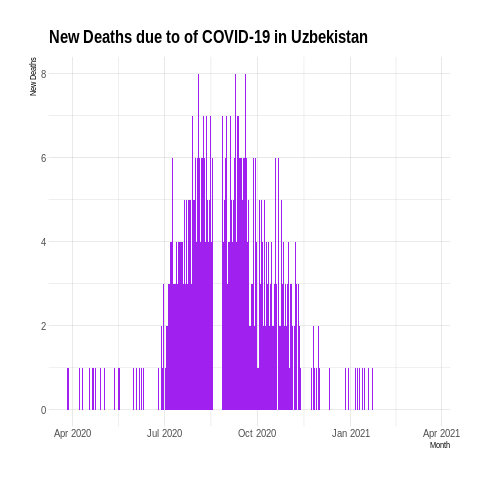 New Deaths due to of COVID-19 in Uzbekistan
New Deaths
8
6
4
2
0
Apr 2020 Jul 2020 Oct 2020 Jan 2021 Apr 2021
Month